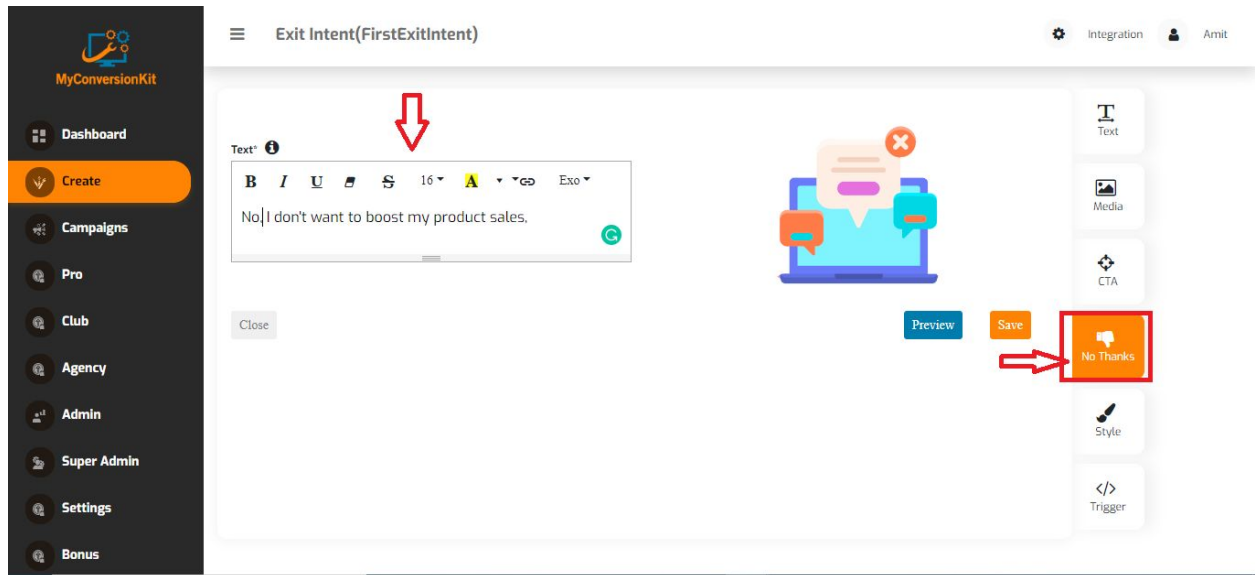 MyConversionKit
Exit Intent(FirstExitIntent)
Integration
Amit
Dashboard
Create
Campaigns
Pro
Club
Agency
Admin
Super Admin
Settings
Bonus
Text*
B I U S 16 A Exo
No, I don't want to boost my product sales,
Close
Preview
Save
Text
Media
CTA
No Thanks
Style
</>
Trigger